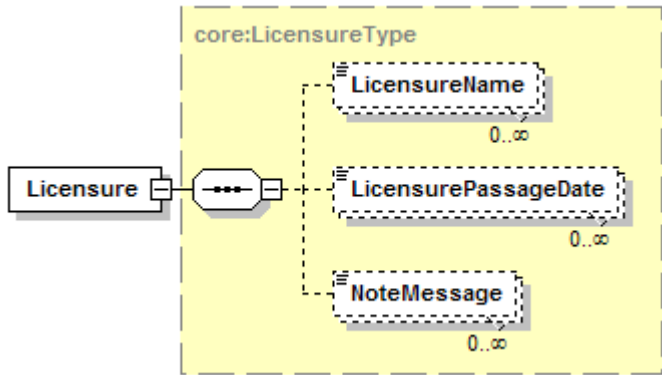 core:LicensureType
LicensureName
0..∞
Licensure
LicensurePassageDate
0..∞
NoteMessage
0..∞